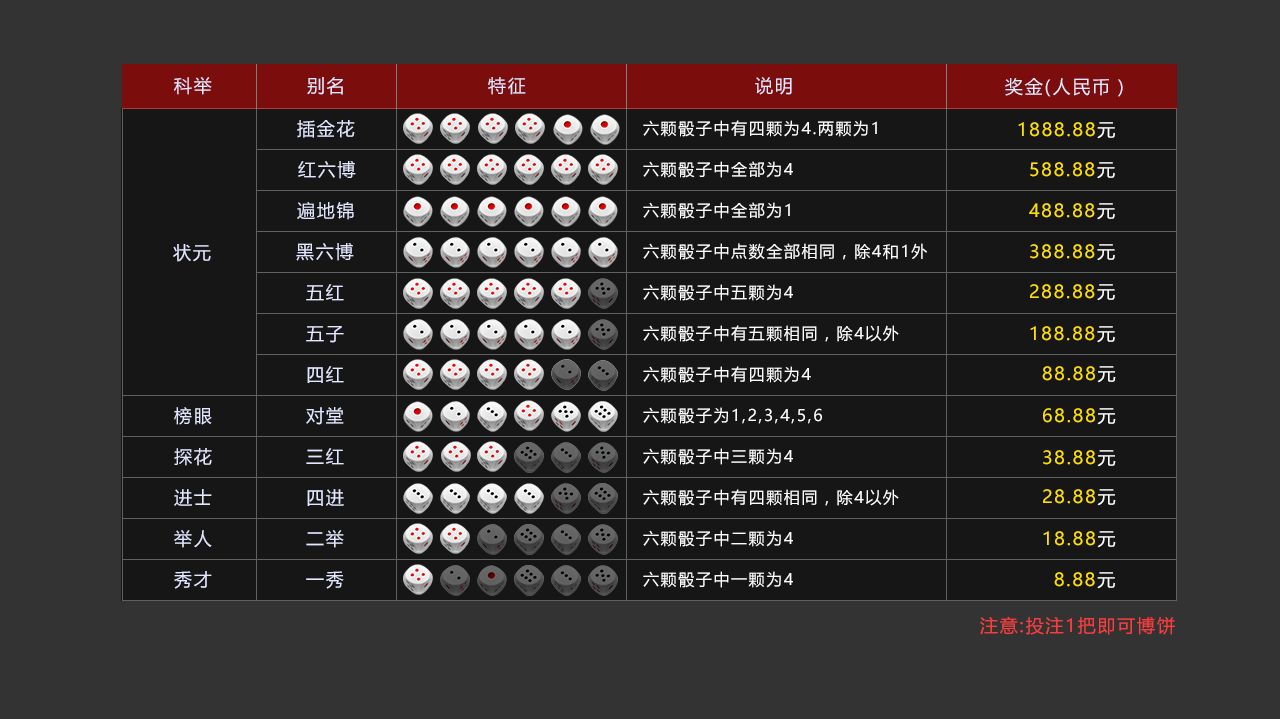 科举 别名 特征 说明 奖金(人民币)
状元
插金花 六颗骰子中有四颗为4.两颗为1 1888.88元
红六博 六颗骰子中全部为4 588.88元
遍地锦 六颗骰子中全部为1 488.88元
黑六博 六颗骰子中点数全部相同，除4和1外 388.88元
五红 六颗骰子中五颗为4 288.88元
五子 六颗骰子中有五颗相同，除4以外 188.88元
四红 六颗骰子中有四颗为4 88.88元
榜眼 对堂 六颗骰子为1,2,3,4,5,6 68.88元
探花 三红 六颗骰子中三颗为4 38.88元
进士 四进 六颗骰子中有四颗相同，除4以外 28.88元
举人 二举 六颗骰子中二颗为4 18.88元
秀才 一秀 六颗骰子中一颗为4 8.88元
注意:投注1把即可博饼